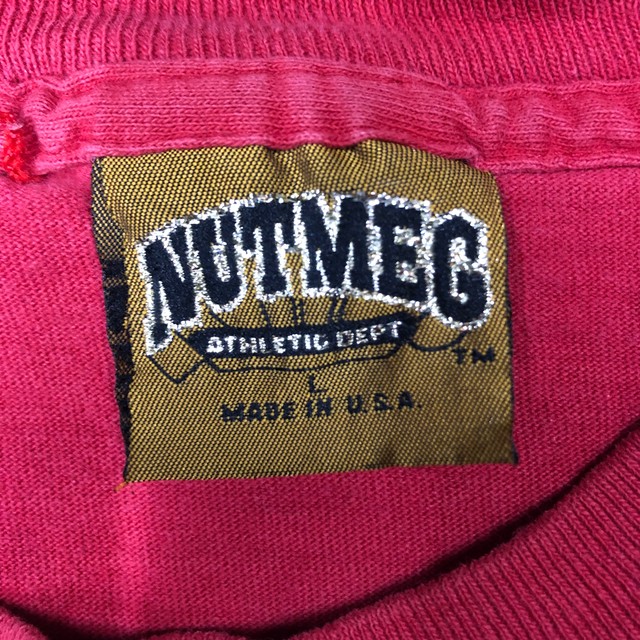 NUTMEG
ATHLETIC DEPT
TM
L
MADE IN U.S.A.